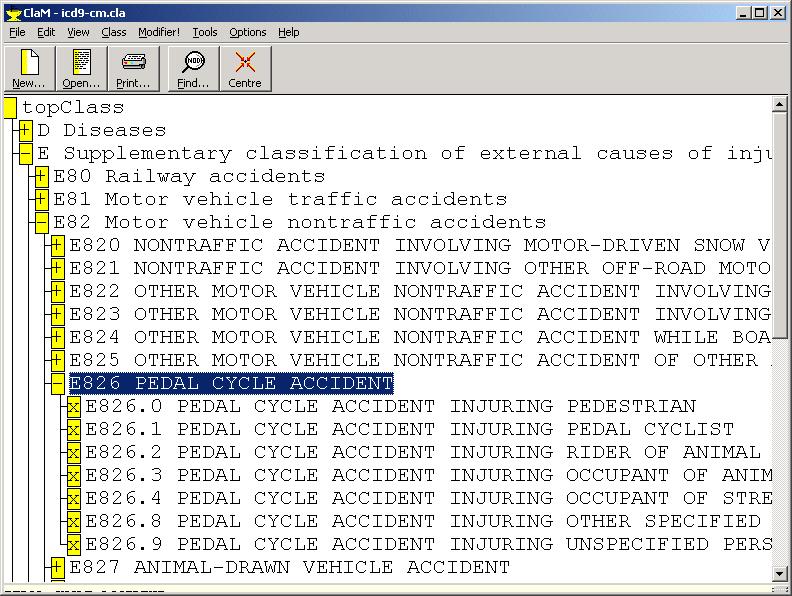 ClaM - icd9-cm.cla
File Edit View Class Modifier! Tools Options Help
NODY
New... Open... Print... Find... Centre
topClass
D Diseases
E Supplementary classification of external causes of inju
E80 Railway accidents
E81 Motor vehicle traffic accidents
E82 Motor vehicle nontraffic accidents
E820 NONTRAFFIC ACCIDENT INVOLVING MOTOR-DRIVEN SNOW V
E821 NONTRAFFIC ACCIDENT INVOLVING OTHER OFF-ROAD MOTO
E822 OTHER MOTOR VEHICLE NONTRAFFIC ACCIDENT INVOLVING
E823 OTHER MOTOR VEHICLE NONTRAFFIC ACCIDENT INVOLVING
E824 OTHER MOTOR VEHICLE NONTRAFFIC ACCIDENT WHILE BOA
E825 OTHER MOTOR VEHICLE NONTRAFFIC ACCIDENT OF OTHER
E826 PEDAL CYCLE ACCIDENT
x E826.0 PEDAL CYCLE ACCIDENT INJURING PEDESTRIAN
x E826.1 PEDAL CYCLE ACCIDENT INJURING PEDAL CYCLIST
x E826.2 PEDAL CYCLE ACCIDENT INJURING RIDER OF ANIMAL
x E826.3 PEDAL CYCLE ACCIDENT INJURING OCCUPANT OF ANIM
x E826.4 PEDAL CYCLE ACCIDENT INJURING OCCUPANT OF STRE
x E826.8 PEDAL CYCLE ACCIDENT INJURING OTHER SPECIFIED
x E826.9 PEDAL CYCLE ACCIDENT INJURING UNSPECIFIED PERS
E827 ANIMAL-DRAWN VEHICLE ACCIDENT